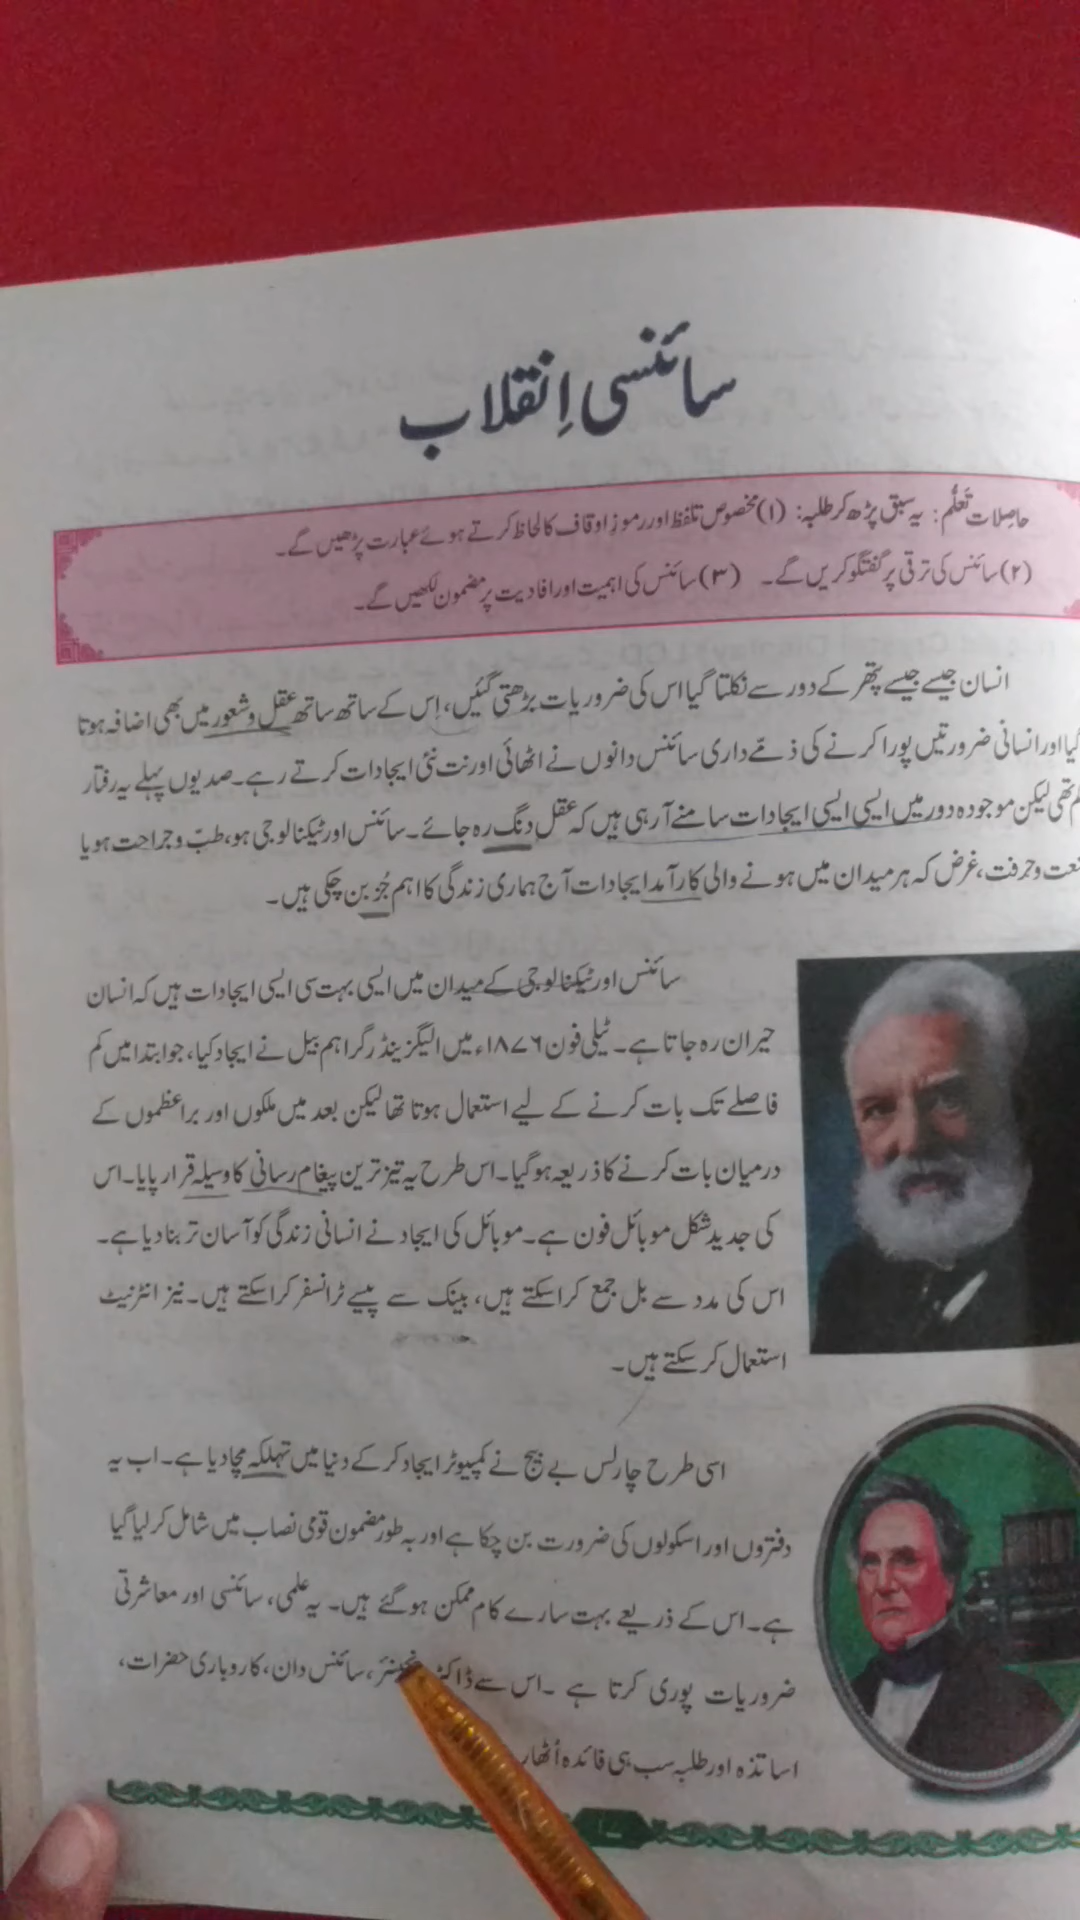 سائنسی اِنقلاب
حاصلات تَعلُّم: یہ سبق پڑھ کر طلبہ: (۱) مخصوص تلفظ اور رموز اوقاف کا لحاظ کرتے ہوئے عبارت پڑھیں گے۔
(۲) سائنس کی ترقی پر گفتگو کریں گے۔ (۳) سائنس کی اہمیت اور افادیت پر مضمون لکھیں گے۔
انسان جیسے جیسے پتھر کے دور سے نکلتا گیا اس کی ضروریات بڑھتی گئیں، اِس کے ساتھ ساتھ عقل و شعور میں بھی اضافہ ہوتا
گیا اور انسانی ضرورتیں پورا کرنے کی ذمّے داری سائنس دانوں نے اٹھائی اور نت نئی ایجادات کرتے رہے۔ صدیوں پہلے یہ رفتار
تھی لیکن موجودہ دور میں ایسی ایسی ایجادات سامنے آ رہی ہیں کہ عقل دنگ رہ جائے۔ سائنس اور ٹیکنالوجی ہو، طبّ و جراحت ہو یا
و حرفت، غرض کہ ہر میدان میں ہونے والی کارآمد ایجادات آج ہماری زندگی کا اہم جُز بن چکی ہیں۔
سائنس اور ٹیکنالوجی کے میدان میں ایسی بہت سی ایسی ایجادات ہیں کہ انسان
حیران رہ جاتا ہے۔ ٹیلی فون ۱۸۷۶ء میں الیگزینڈر گراہم بیل نے ایجاد کیا، جو ابتدا میں کم
فاصلے تک بات کرنے کے لیے استعمال ہوتا تھا لیکن بعد میں ملکوں اور براعظموں کے
درمیان بات کرنے کا ذریعہ ہو گیا۔ اس طرح یہ تیز ترین پیغام رسانی کا وسیلہ قرار پایا۔ اس
کی جدید شکل موبائل فون ہے۔ موبائل کی ایجاد نے انسانی زندگی کو آسان تر بنا دیا ہے۔
اس کی مدد سے بل جمع کرا سکتے ہیں، بینک سے پیسے ٹرانسفر کرا سکتے ہیں۔ نیز انٹرنیٹ
استعمال کر سکتے ہیں۔
اسی طرح چارلس بے بیج نے کمپیوٹر ایجاد کر کے دنیا میں تہلکہ مچا دیا ہے۔ اب یہ
دفتروں اور اسکولوں کی ضرورت بن چکا ہے اور بہ طور مضمون قومی نصاب میں شامل کر لیا گیا
ہے۔ اس کے ذریعے بہت سارے کام ممکن ہو گئے ہیں۔ یہ علمی، سائنسی اور معاشرتی
ضروریات پوری کرتا ہے۔ اس سے سائنس دان، کاروباری حضرات،
اساتذہ اور طلبہ سب ہی فائدہ اُٹھا